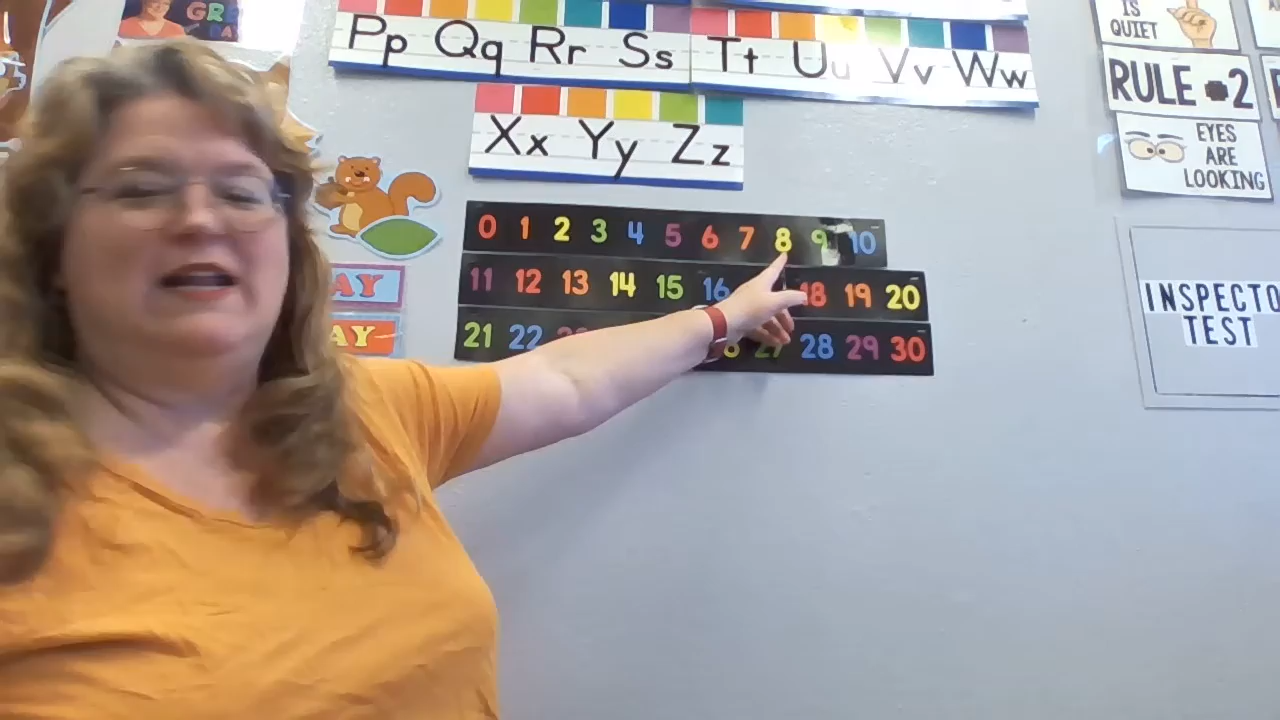 GR
Pp Qq Rr Ss Tt Uu Vv Ww
Xx Yy Zz
IS
QUIET
RULE #2
EYES
ARE
LOOKING
0 1 2 3 4 5 6 7 8 9 10
11 12 13 14 15 16 18 19 20
21 22 27 28 29 30
AY
AY
INSPECTO
TEST